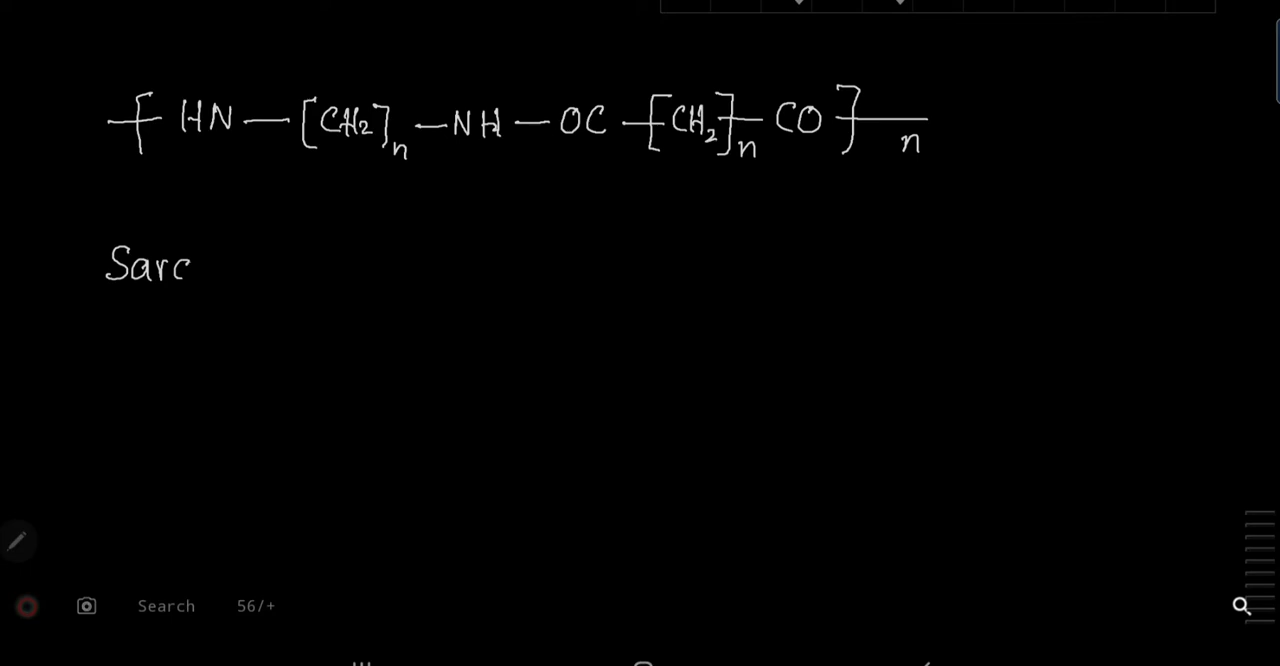 -[ HN - [CH₂]ₙ - NH - OC -[CH₂]ₙ- CO ]-ₙ
Sarc
Search 56/+